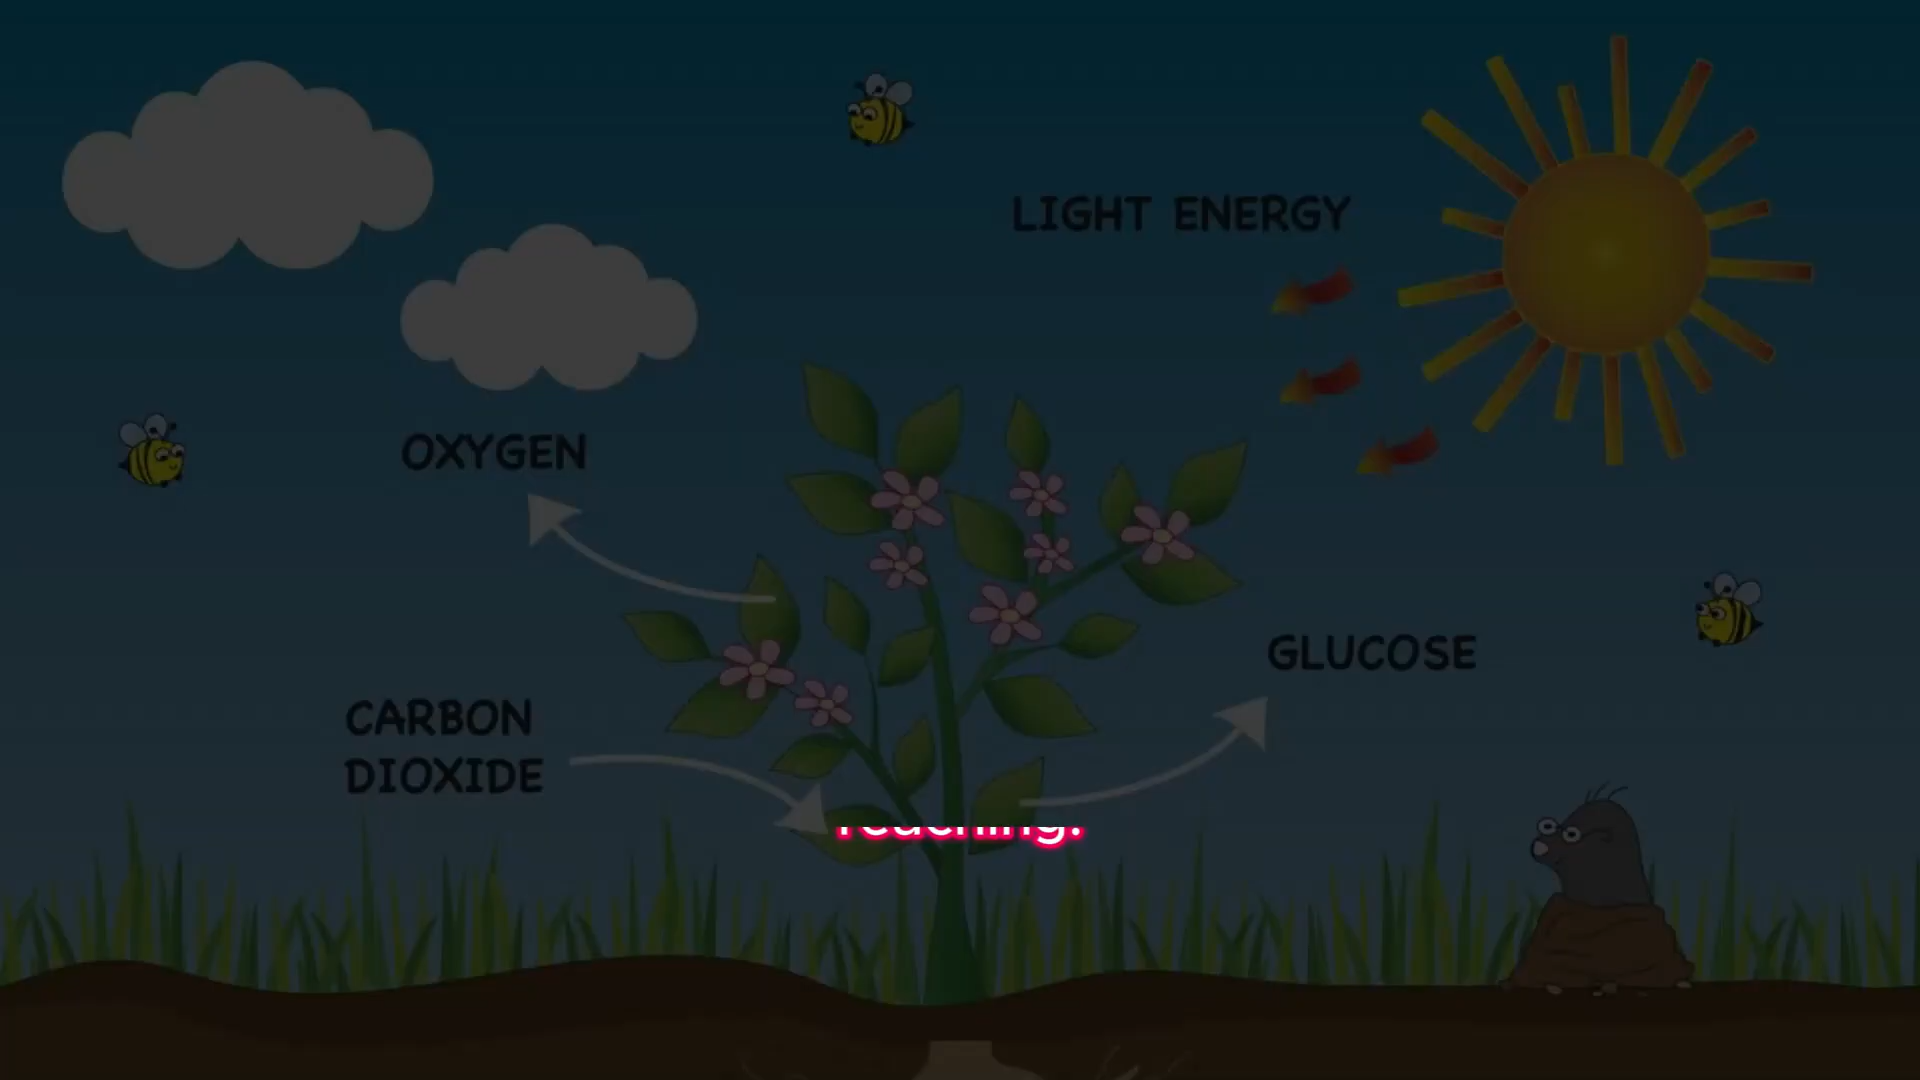 LIGHT ENERGY
OXYGEN
GLUCOSE
CARBON
DIOXIDE